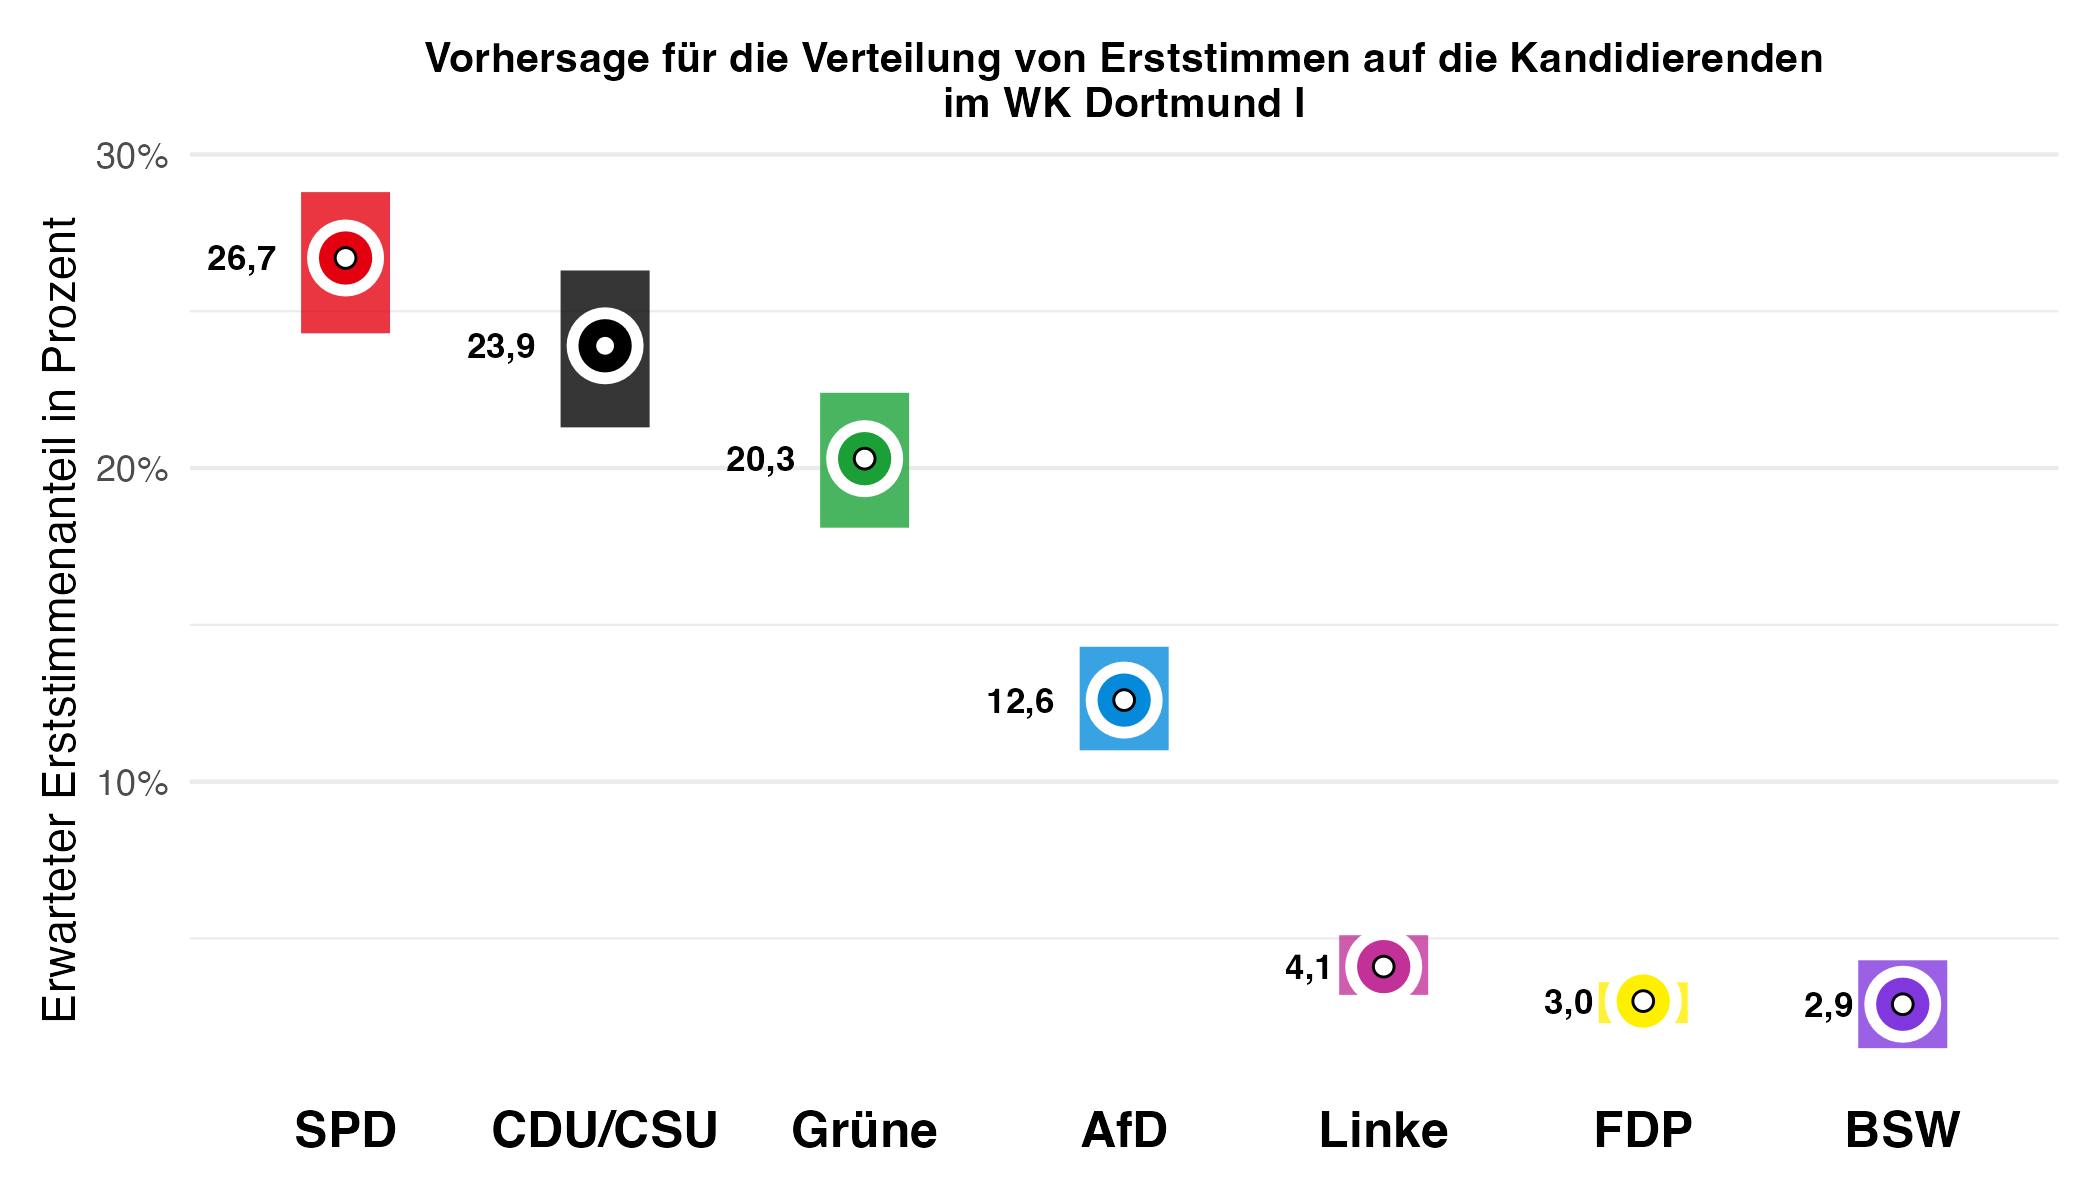 Vorhersage für die Verteilung von Erststimmen auf die Kandidierenden
im WK Dortmund I
Erwarteter Erststimmenanteil in Prozent
30%
20%
10%
26,7
23,9
20,3
12,6
4,1
3,0
2,9
SPD
CDU/CSU
Grüne
AfD
Linke
FDP
BSW